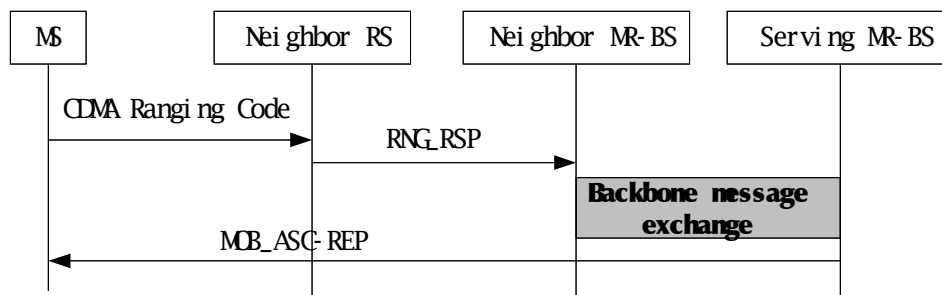 MS
Neighbor RS
Neighbor MR-BS
Serving MR-BS
CDMA Ranging Code
RNG_RSP
Backbone message
exchange
MOB_ASC-REP